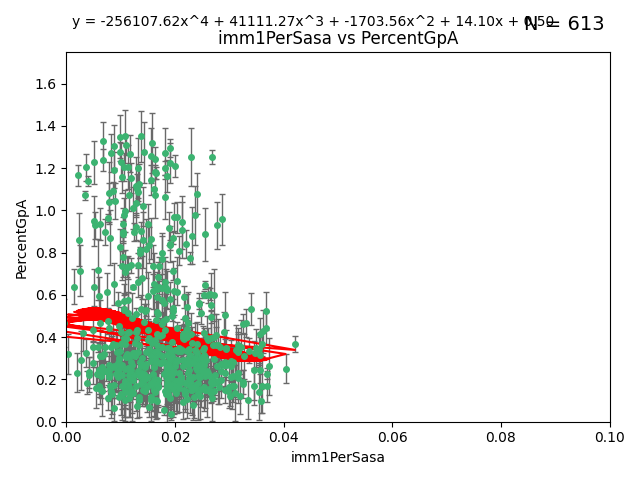 y = -256107.62x^4 + 41111.27x^3 + -1703.56x^2 + 14.10x + 0.50
N = 613
imm1PerSasa vs PercentGpA
PercentGpA
1.6
1.4
1.2
1.0
0.8
0.6
0.4
0.2
0.0
0.00 0.02 0.04 0.06 0.08 0.10
imm1PerSasa